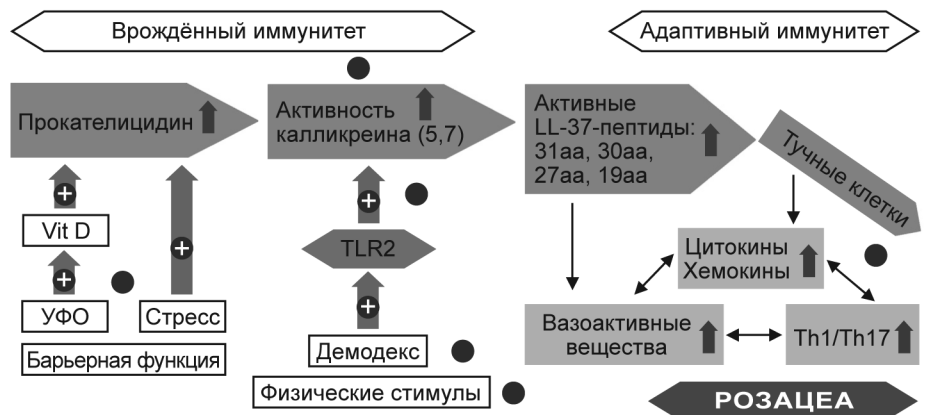 Врождённый иммунитет
Адаптивный иммунитет
Прокателицидин
Активность
калликреина (5,7)
Активные
LL-37-пептиды:
31aa, 30aa,
27aa, 19aa
Тучные клетки
Vit D
TLR2
Цитокины
Хемокины
УФО
Стресс
Вазоактивные
вещества
Th1/Th17
Барьерная функция
Демодекс
Физические стимулы
РОЗАЦЕА